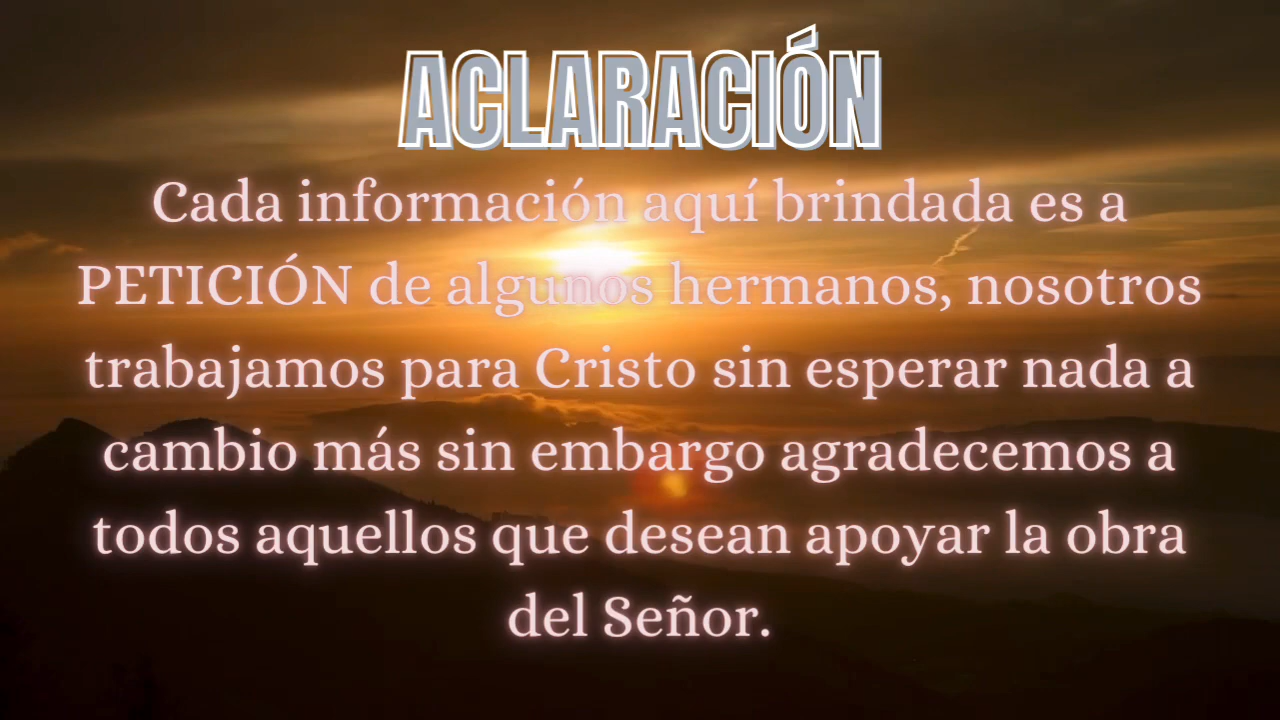 ACLARACIÓN
Cada información aquí brindada es a
PETICIÓN de algunos hermanos, nosotros
trabajamos para Cristo sin esperar nada a
cambio más sin embargo agradecemos a
todos aquellos que desean apoyar la obra
del Señor.